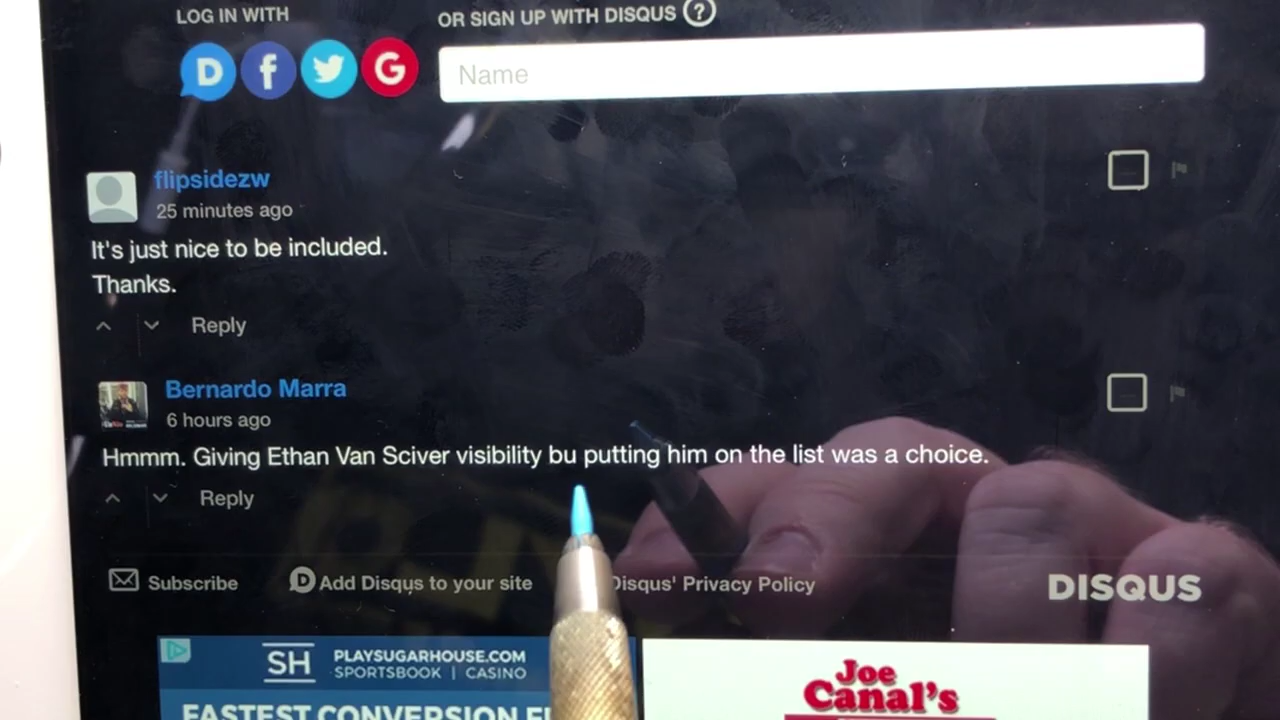 LOG IN WITH
OR SIGN UP WITH DISQUS ?
D f G
Name
flipsidezw
25 minutes ago
It's just nice to be included.
Thanks.
Reply
Bernardo Marra
6 hours ago
Hmmm. Giving Ethan Van Sciver visibility bu putting him on the list was a choice.
Reply
Subscribe
D Add Disqus to your site
Disqus' Privacy Policy
DISQUS
SH
PLAYSUGARHOUSE.COM
SPORTSBOOK | CASINO
FASTEST CONVERSION
Joe
Canal's